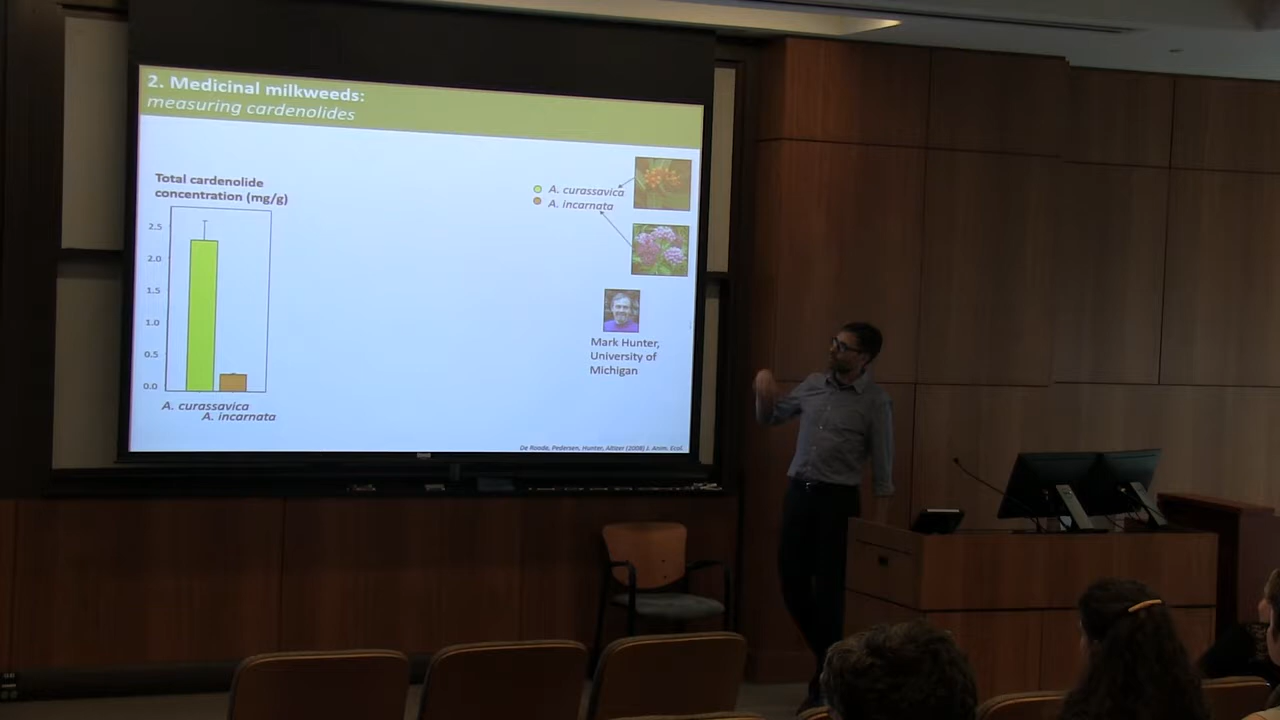 2. Medicinal milkweeds:
measuring cardenolides
Total cardenolide
concentration (mg/g)
2.5
2.0
1.5
1.0
0.5
0.0
A. curassavica
A. incarnata
A. curassavica
A. incarnata
Mark Hunter,
University of
Michigan
De Roode, Pedersen, Hunter, Altizer (2008) J. Anim. Ecol.